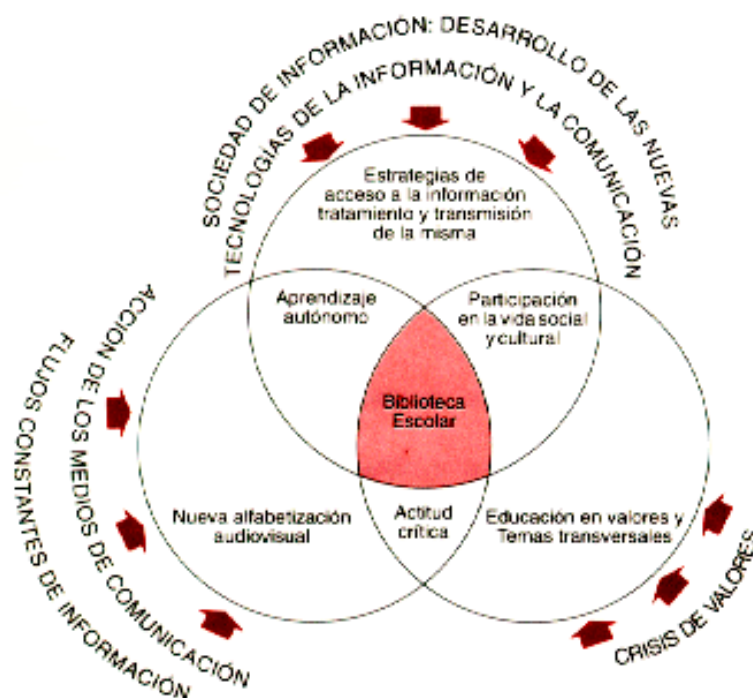 SOCIEDAD DE INFORMACIÓN: DESARROLLO DE LAS NUEVAS
TECNOLOGÍAS DE LA INFORMACIÓN Y LA COMUNICACIÓN
Estrategias de
acceso a la información
tratamiento y transmisión
de la misma
Aprendizaje
autónomo
Participación
en la vida social
y cultural
Biblioteca
Escolar
ACCIÓN DE LOS MEDIOS DE COMUNICACIÓN
FLUJOS CONSTANTES DE INFORMACIÓN
Nueva alfabetización
audiovisual
Actitud
crítica
Educación en valores y
Temas transversales
CRISIS DE VALORES